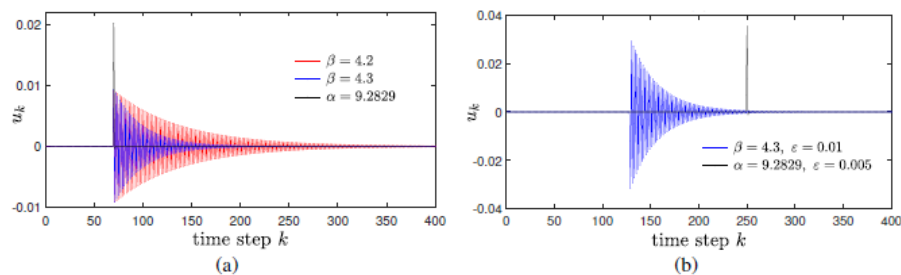 0.02
0.01
0
-0.01
u_k
β = 4.2
β = 4.3
α = 9.2829
0 50 100 150 200 250 300 350 400
time step k
(a)
0.04
0.02
0
-0.02
-0.04
u_k
β = 4.3, ε = 0.01
α = 9.2829, ε = 0.005
0 50 100 150 200 250 300 350 400
time step k
(b)